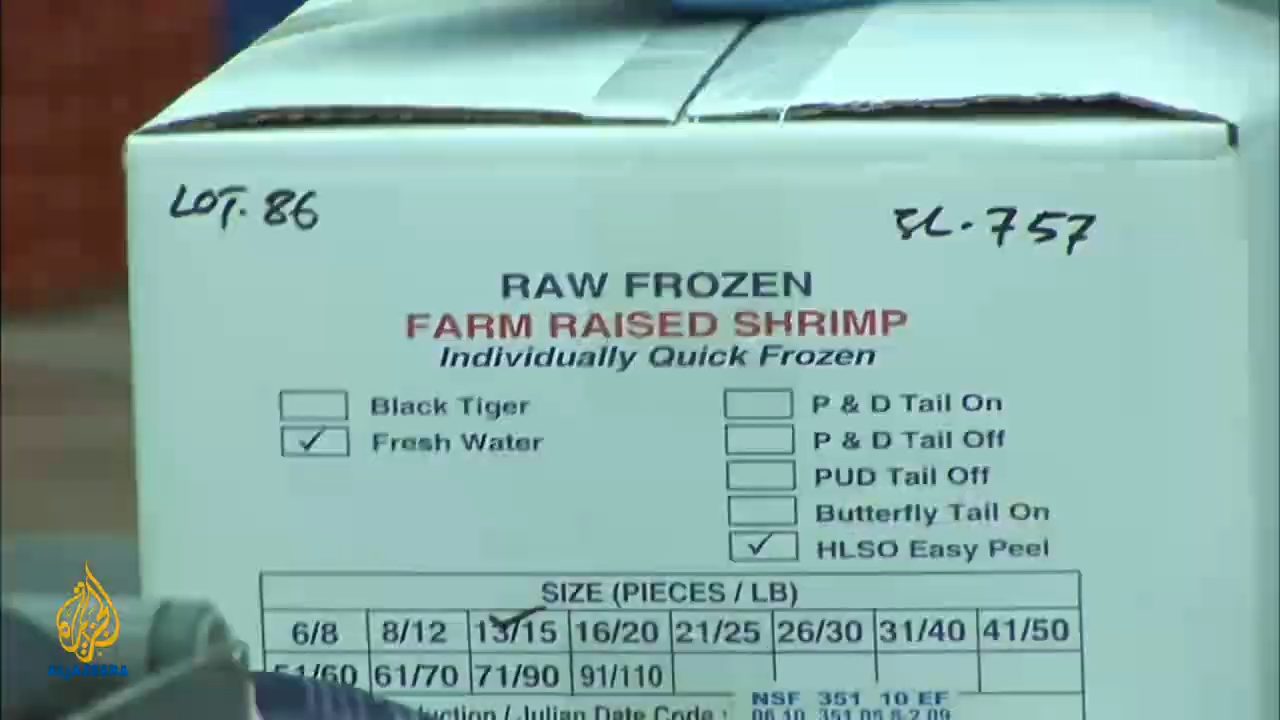 LOT. 86
SL. 757
RAW FROZEN
FARM RAISED SHRIMP
Individually Quick Frozen
Black Tiger
Fresh Water
P & D Tail On
P & D Tail Off
PUD Tail Off
Butterfly Tail On
HLSO Easy Peel
SIZE (PIECES / LB)
6/8 8/12 13/15 16/20 21/25 26/30 31/40 41/50
51/60 61/70 71/90 91/110
NSF 351 10 EF
/ Julian Date Code :
ALJAZEERA